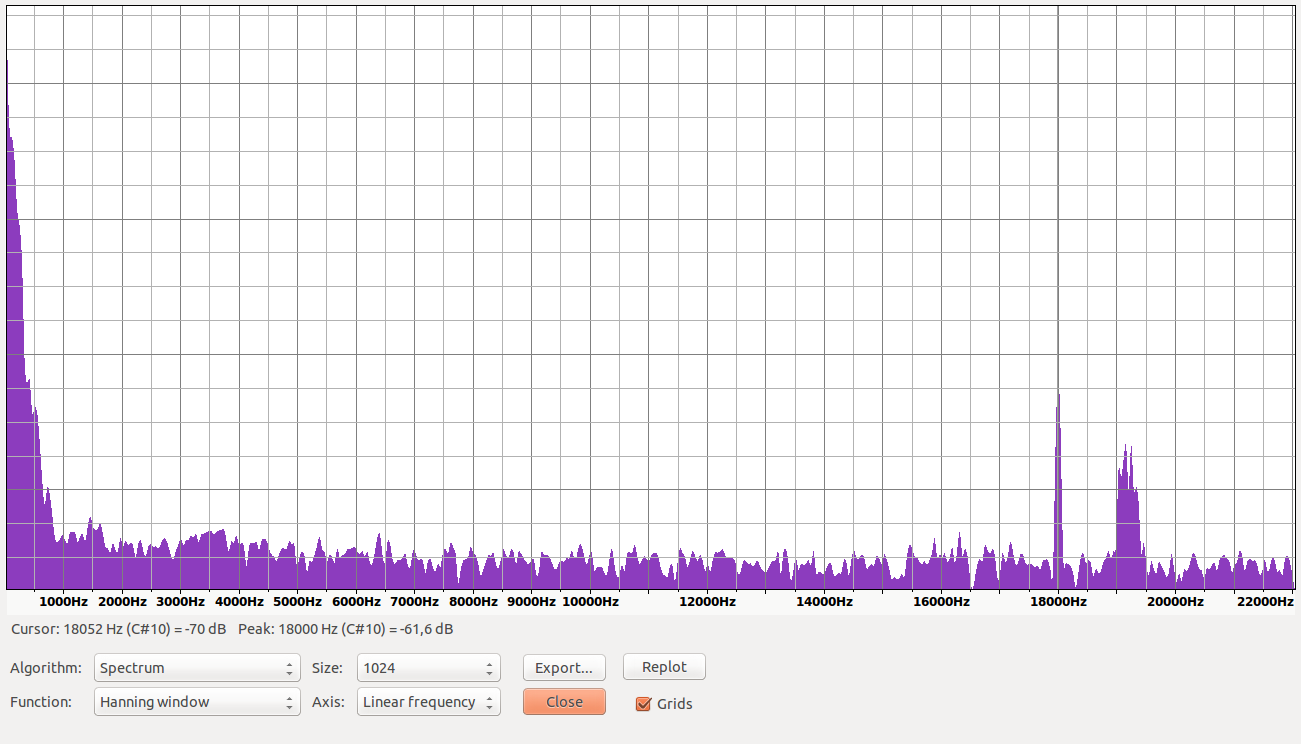 1000Hz 2000Hz 3000Hz 4000Hz 5000Hz 6000Hz 7000Hz 8000Hz 9000Hz 10000Hz 12000Hz 14000Hz 16000Hz 18000Hz 20000Hz 22000Hz
Cursor: 18052 Hz (C#10) = -70 dB Peak: 18000 Hz (C#10) = -61,6 dB
Algorithm: Spectrum Size: 1024 Export... Replot
Function: Hanning window Axis: Linear frequency Close Grids